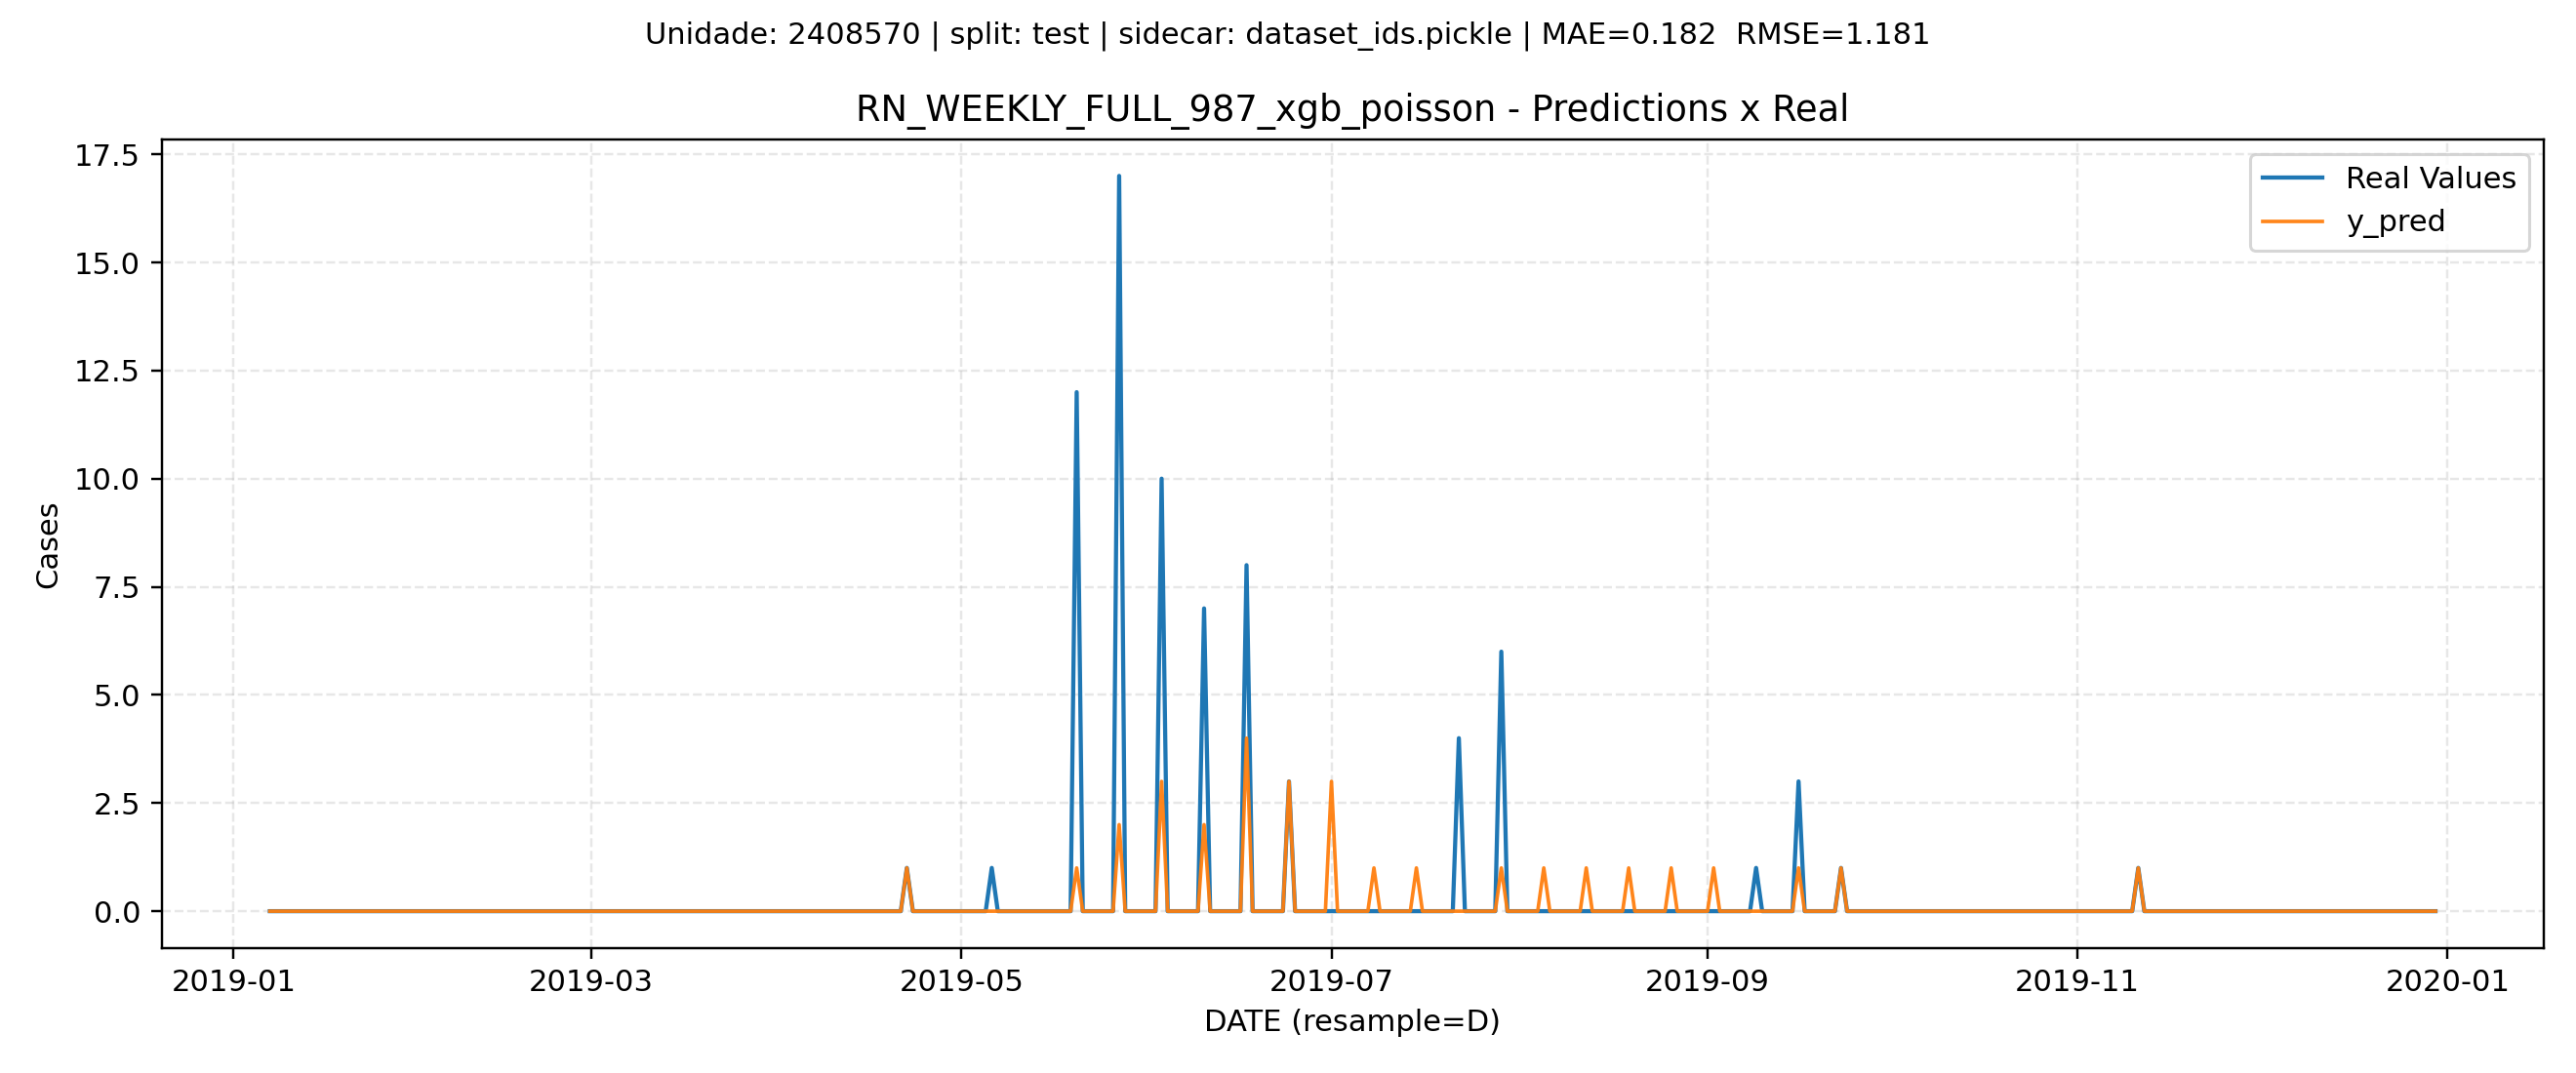 Unidade: 2408570 | split: test | sidecar: dataset_ids.pickle | MAE=0.182  RMSE=1.181
RN_WEEKLY_FULL_987_xgb_poisson - Predictions x Real
17.5
15.0
12.5
10.0
7.5
5.0
2.5
0.0
Cases
Real Values
y_pred
2019-01
2019-03
2019-05
2019-07
2019-09
2019-11
2020-01
DATE (resample=D)